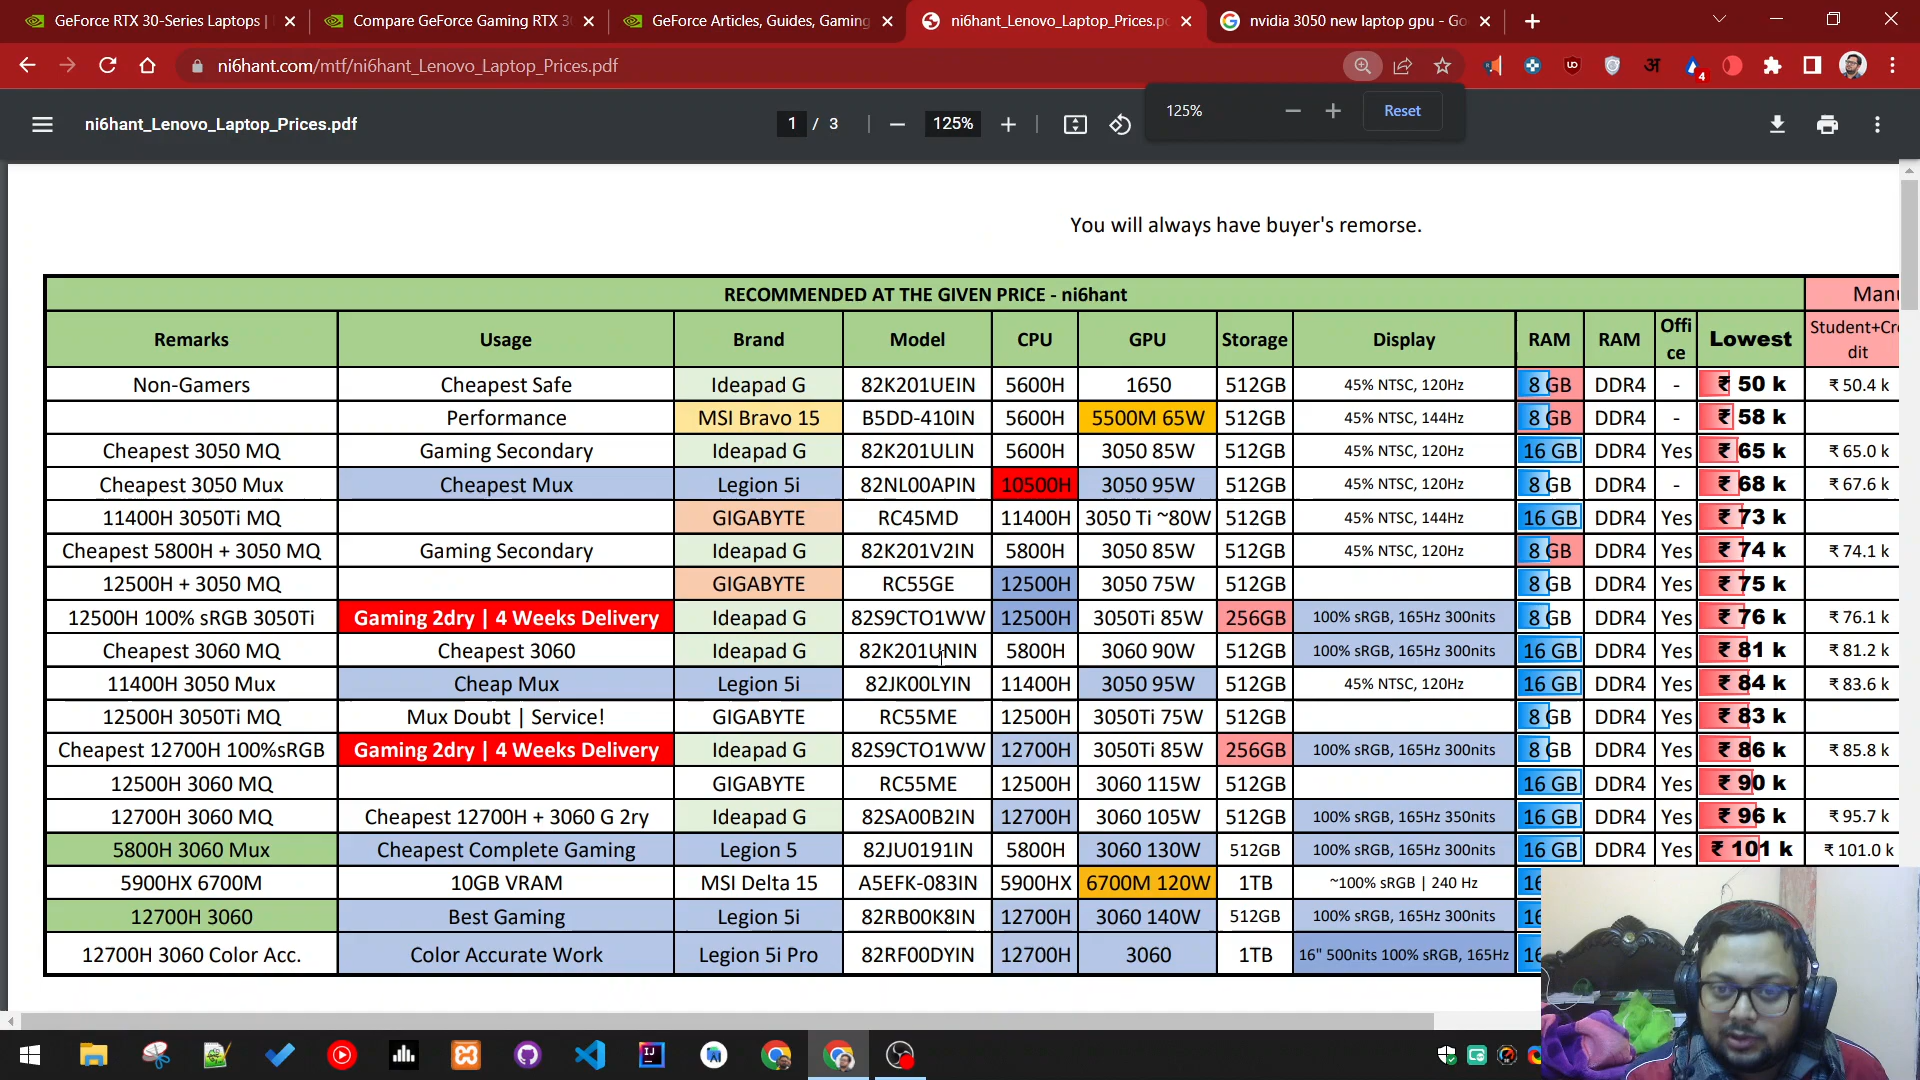 GeForce RTX 30-Series Laptops |
Compare GeForce Gaming RTX 3
GeForce Articles, Guides, Gaming
ni6hant_Lenovo_Laptop_Prices.p
nvidia 3050 new laptop gpu - Go
ni6hant.com/mtf/ni6hant_Lenovo_Laptop_Prices.pdf
अ
4
125%
Reset
ni6hant_Lenovo_Laptop_Prices.pdf
1 / 3
125%
You will always have buyer's remorse.
RECOMMENDED AT THE GIVEN PRICE - ni6hant
Manu
Remarks Usage Brand Model CPU GPU Storage Display RAM RAM Office Lowest Student+Credit
Non-Gamers Cheapest Safe Ideapad G 82K201UEIN 5600H 1650 512GB 45% NTSC, 120Hz 8 GB DDR4 - ₹ 50 k ₹ 50.4 k
Performance MSI Bravo 15 B5DD-410IN 5600H 5500M 65W 512GB 45% NTSC, 144Hz 8 GB DDR4 - ₹ 58 k
Cheapest 3050 MQ Gaming Secondary Ideapad G 82K201ULIN 5600H 3050 85W 512GB 45% NTSC, 120Hz 16 GB DDR4 Yes ₹ 65 k ₹ 65.0 k
Cheapest 3050 Mux Cheapest Mux Legion 5i 82NL00APIN 10500H 3050 95W 512GB 45% NTSC, 120Hz 8 GB DDR4 - ₹ 68 k ₹ 67.6 k
11400H 3050Ti MQ GIGABYTE RC45MD 11400H 3050 Ti ~80W 512GB 45% NTSC, 144Hz 16 GB DDR4 Yes ₹ 73 k
Cheapest 5800H + 3050 MQ Gaming Secondary Ideapad G 82K201V2IN 5800H 3050 85W 512GB 45% NTSC, 120Hz 8 GB DDR4 Yes ₹ 74 k ₹ 74.1 k
12500H + 3050 MQ GIGABYTE RC55GE 12500H 3050 75W 512GB 8 GB DDR4 Yes ₹ 75 k
12500H 100% sRGB 3050Ti Gaming 2dry | 4 Weeks Delivery Ideapad G 82S9CTO1WW 12500H 3050Ti 85W 256GB 100% sRGB, 165Hz 300nits 8 GB DDR4 Yes ₹ 76 k ₹ 76.1 k
Cheapest 3060 MQ Cheapest 3060 Ideapad G 82K201UNIN 5800H 3060 90W 512GB 100% sRGB, 165Hz 300nits 16 GB DDR4 Yes ₹ 81 k ₹ 81.2 k
11400H 3050 Mux Cheap Mux Legion 5i 82JK00LYIN 11400H 3050 95W 512GB 45% NTSC, 120Hz 16 GB DDR4 Yes ₹ 84 k ₹ 83.6 k
12500H 3050Ti MQ Mux Doubt | Service! GIGABYTE RC55ME 12500H 3050Ti 75W 512GB 8 GB DDR4 Yes ₹ 83 k
Cheapest 12700H 100%sRGB Gaming 2dry | 4 Weeks Delivery Ideapad G 82S9CTO1WW 12700H 3050Ti 85W 256GB 100% sRGB, 165Hz 300nits 8 GB DDR4 Yes ₹ 86 k ₹ 85.8 k
12500H 3060 MQ GIGABYTE RC55ME 12500H 3060 115W 512GB 16 GB DDR4 Yes ₹ 90 k
12700H 3060 MQ Cheapest 12700H + 3060 G 2ry Ideapad G 82SA00B2IN 12700H 3060 105W 512GB 100% sRGB, 165Hz 350nits 16 GB DDR4 Yes ₹ 96 k ₹ 95.7 k
5800H 3060 Mux Cheapest Complete Gaming Legion 5 82JU0191IN 5800H 3060 130W 512GB 100% sRGB, 165Hz 300nits 16 GB DDR4 Yes ₹ 101 k ₹ 101.0 k
5900HX 6700M 10GB VRAM MSI Delta 15 A5EFK-083IN 5900HX 6700M 120W 1TB ~100% sRGB | 240 Hz 16
12700H 3060 Best Gaming Legion 5i 82RB00K8IN 12700H 3060 140W 512GB 100% sRGB, 165Hz 300nits 16
12700H 3060 Color Acc. Color Accurate Work Legion 5i Pro 82RF00DYIN 12700H 3060 1TB 16" 500nits 100% sRGB, 165Hz 16